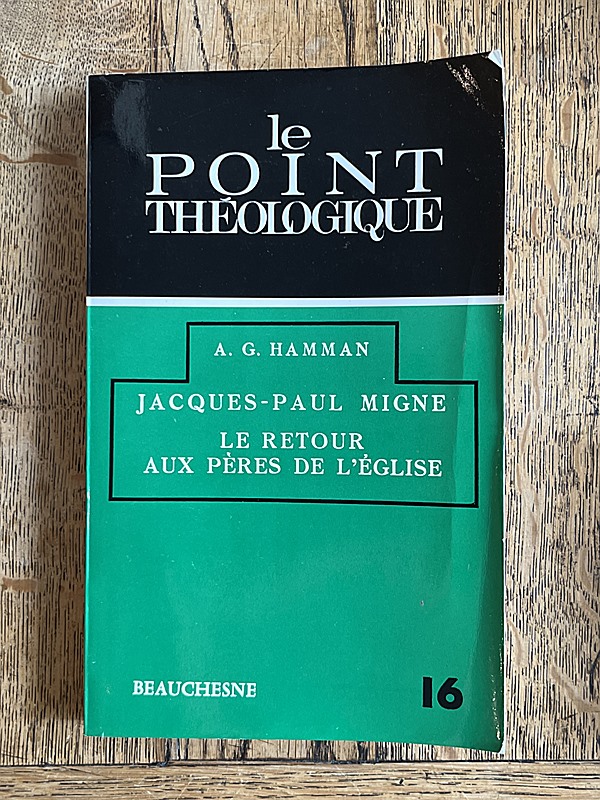 le
POINT
THÉOLOGIQUE
A. G. HAMMAN
JACQUES-PAUL MIGNE
LE RETOUR
AUX PÈRES DE L'ÉGLISE
BEAUCHESNE
16